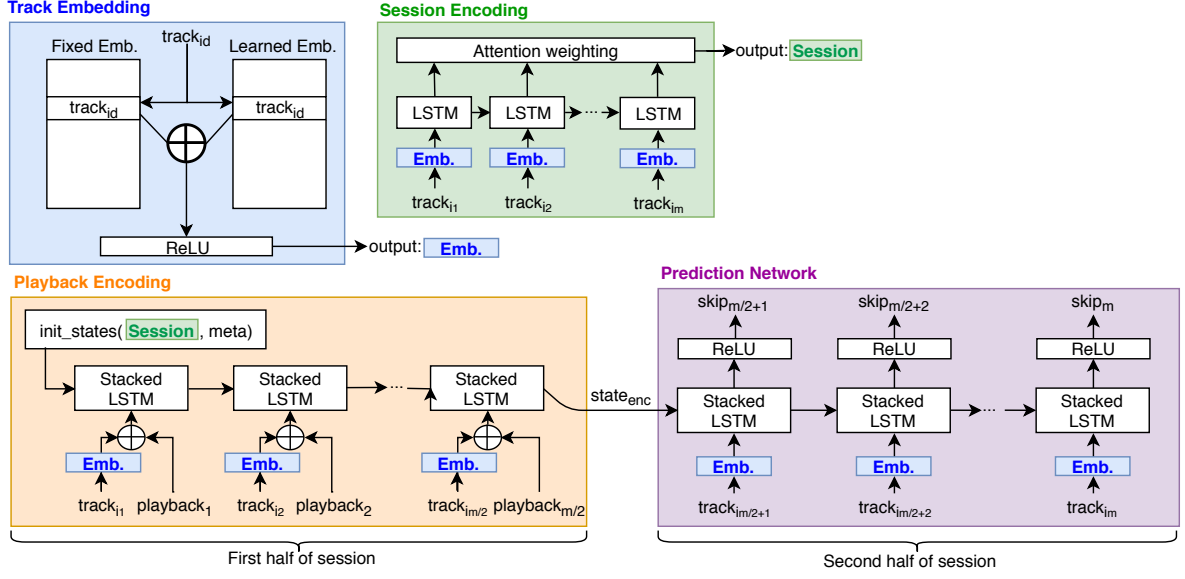 Track Embedding
Fixed Emb.
track_id
Learned Emb.
track_id
track_id
ReLU
output: Emb.
Session Encoding
Attention weighting
output: Session
LSTM
LSTM
...
LSTM
Emb.
Emb.
Emb.
track_i1
track_i2
track_im
Playback Encoding
init_states( Session , meta)
Stacked LSTM
Stacked LSTM
...
Stacked LSTM
state_enc
Emb.
Emb.
Emb.
track_i1
playback_1
track_i2
playback_2
track_im/2
playback_m/2
First half of session
Prediction Network
skip_m/2+1
skip_m/2+2
skip_m
ReLU
ReLU
ReLU
Stacked LSTM
Stacked LSTM
...
Stacked LSTM
Emb.
Emb.
Emb.
track_im/2+1
track_im/2+2
track_im
Second half of session